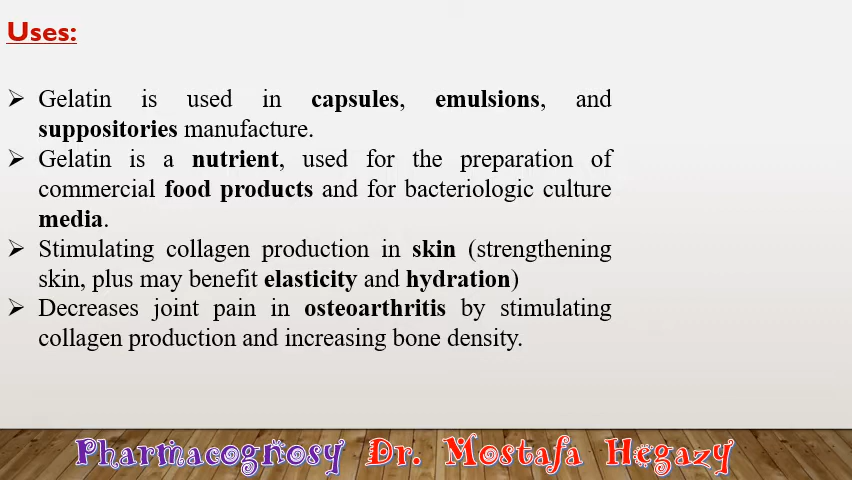 Uses:
➢ Gelatin is used in capsules, emulsions, and
suppositories manufacture.
➢ Gelatin is a nutrient, used for the preparation of
commercial food products and for bacteriologic culture
media.
➢ Stimulating collagen production in skin (strengthening
skin, plus may benefit elasticity and hydration)
➢ Decreases joint pain in osteoarthritis by stimulating
collagen production and increasing bone density.
Pharmacognosy Dr. Mostafa Hegazy